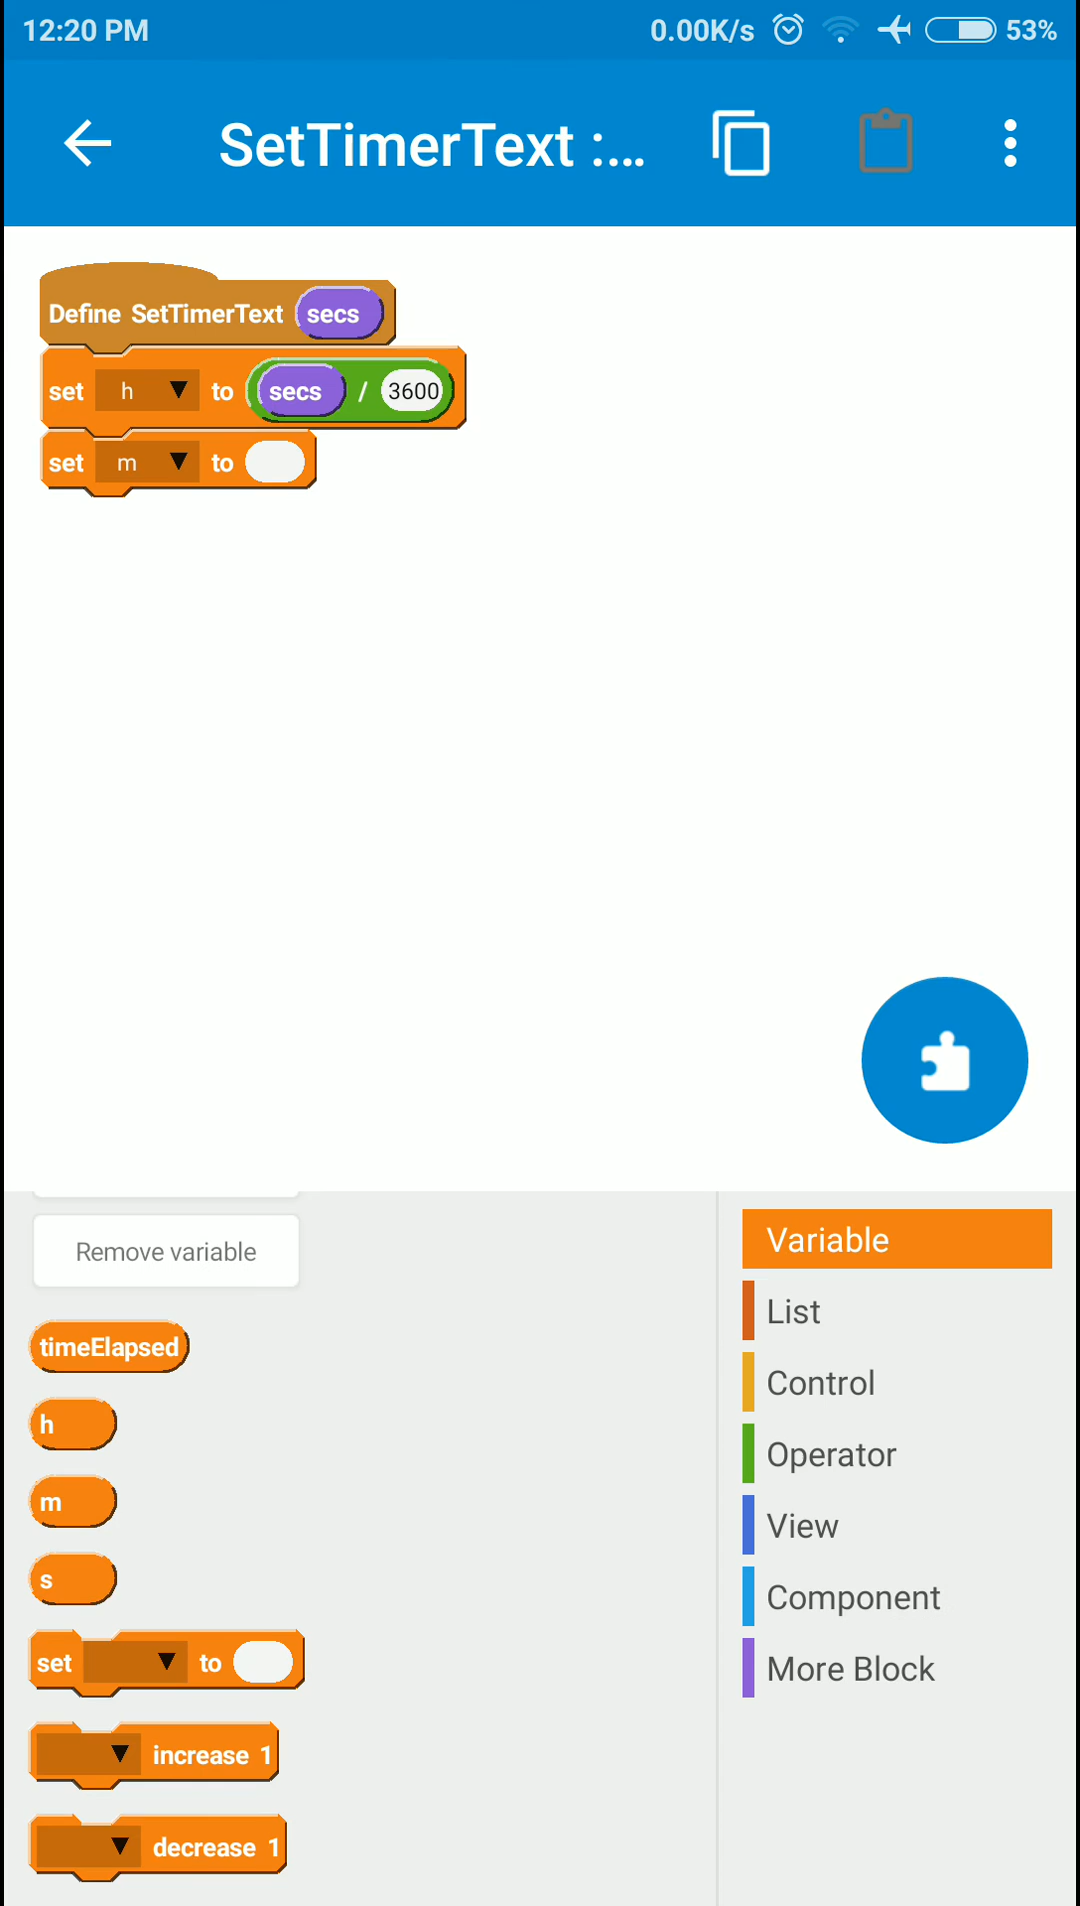 12:20 PM 0.00K/s 53%
SetTimerText :...
Define SetTimerText secs
set h to secs / 3600
set m to
Remove variable
timeElapsed
h
m
s
set to
increase 1
decrease 1
Variable
List
Control
Operator
View
Component
More Block